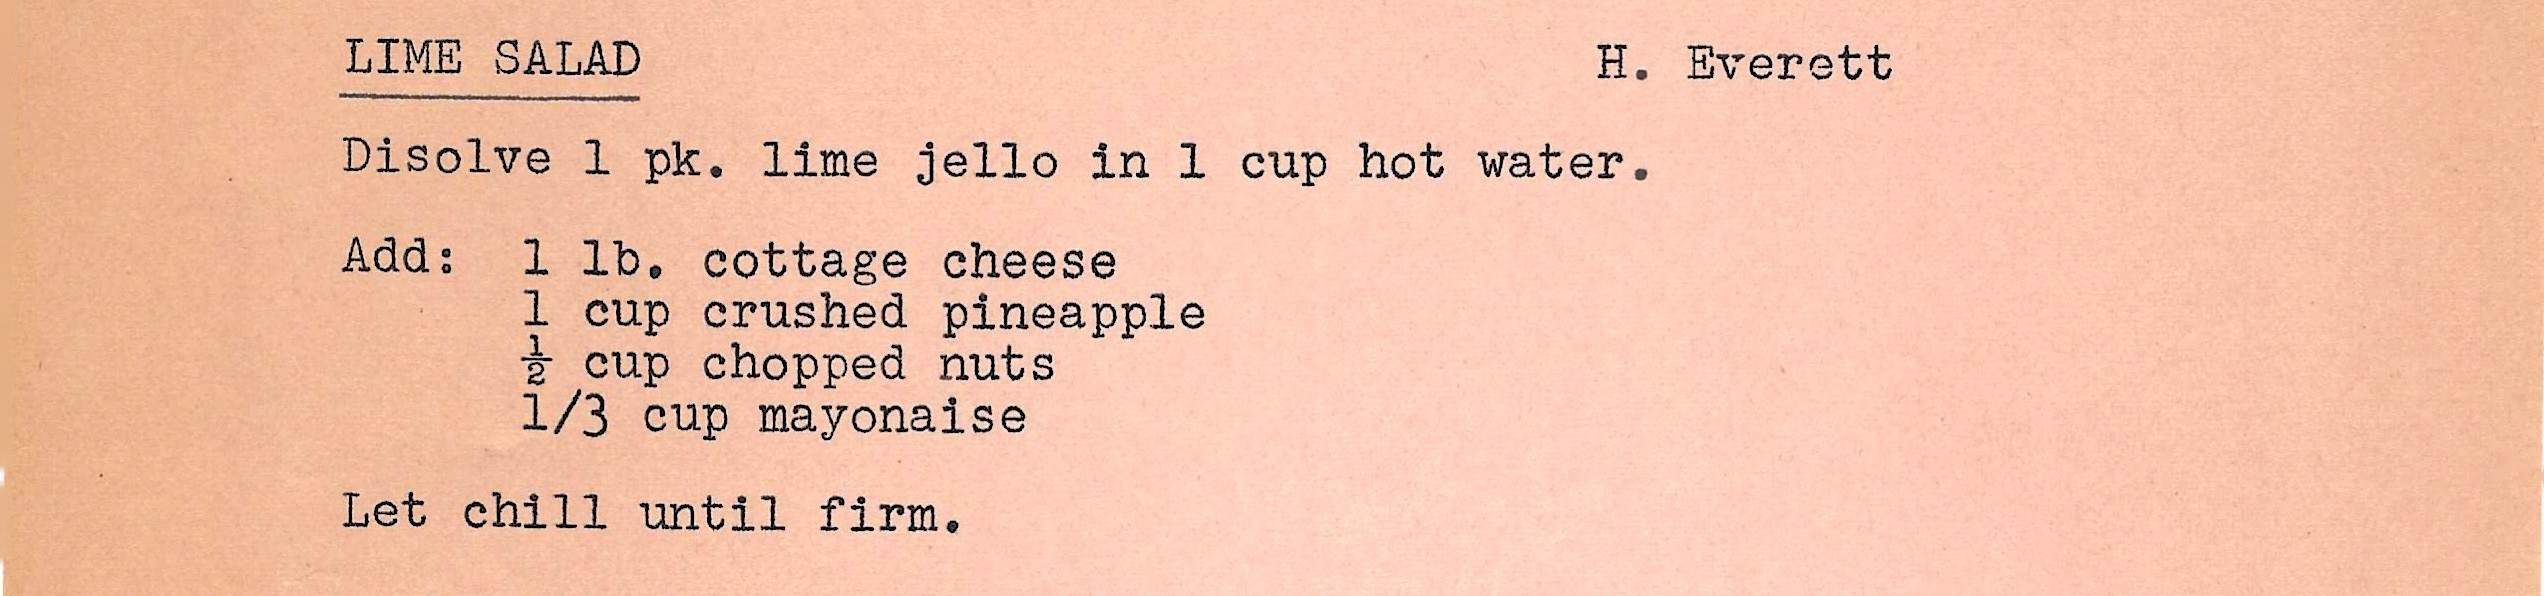 LIME SALAD H. Everett
Disolve 1 pk. lime jello in 1 cup hot water.
Add: 1 lb. cottage cheese
1 cup crushed pineapple
½ cup chopped nuts
1/3 cup mayonaise
Let chill until firm.